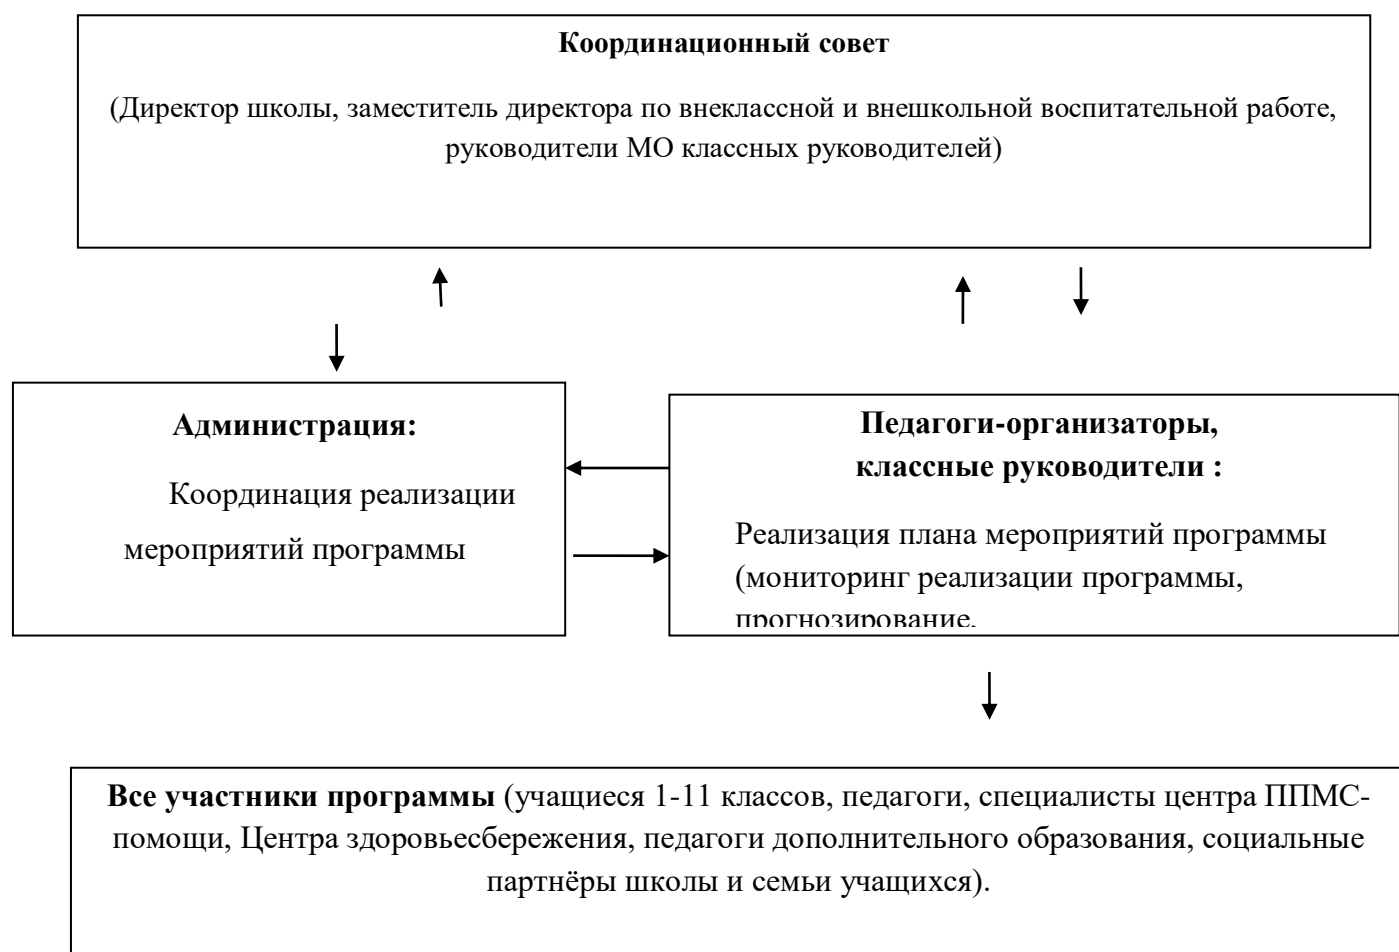 Координационный совет
(Директор школы, заместитель директора по внеклассной и внешкольной воспитательной работе,
руководители МО классных руководителей)
Администрация:
Координация реализации
мероприятий программы
Педагоги-организаторы,
классные руководители :
Реализация плана мероприятий программы
(мониторинг реализации программы,
прогнозирование.
Все участники программы (учащиеся 1-11 классов, педагоги, специалисты центра ППМС-
помощи, Центра здоровьесбережения, педагоги дополнительного образования, социальные
партнёры школы и семьи учащихся).